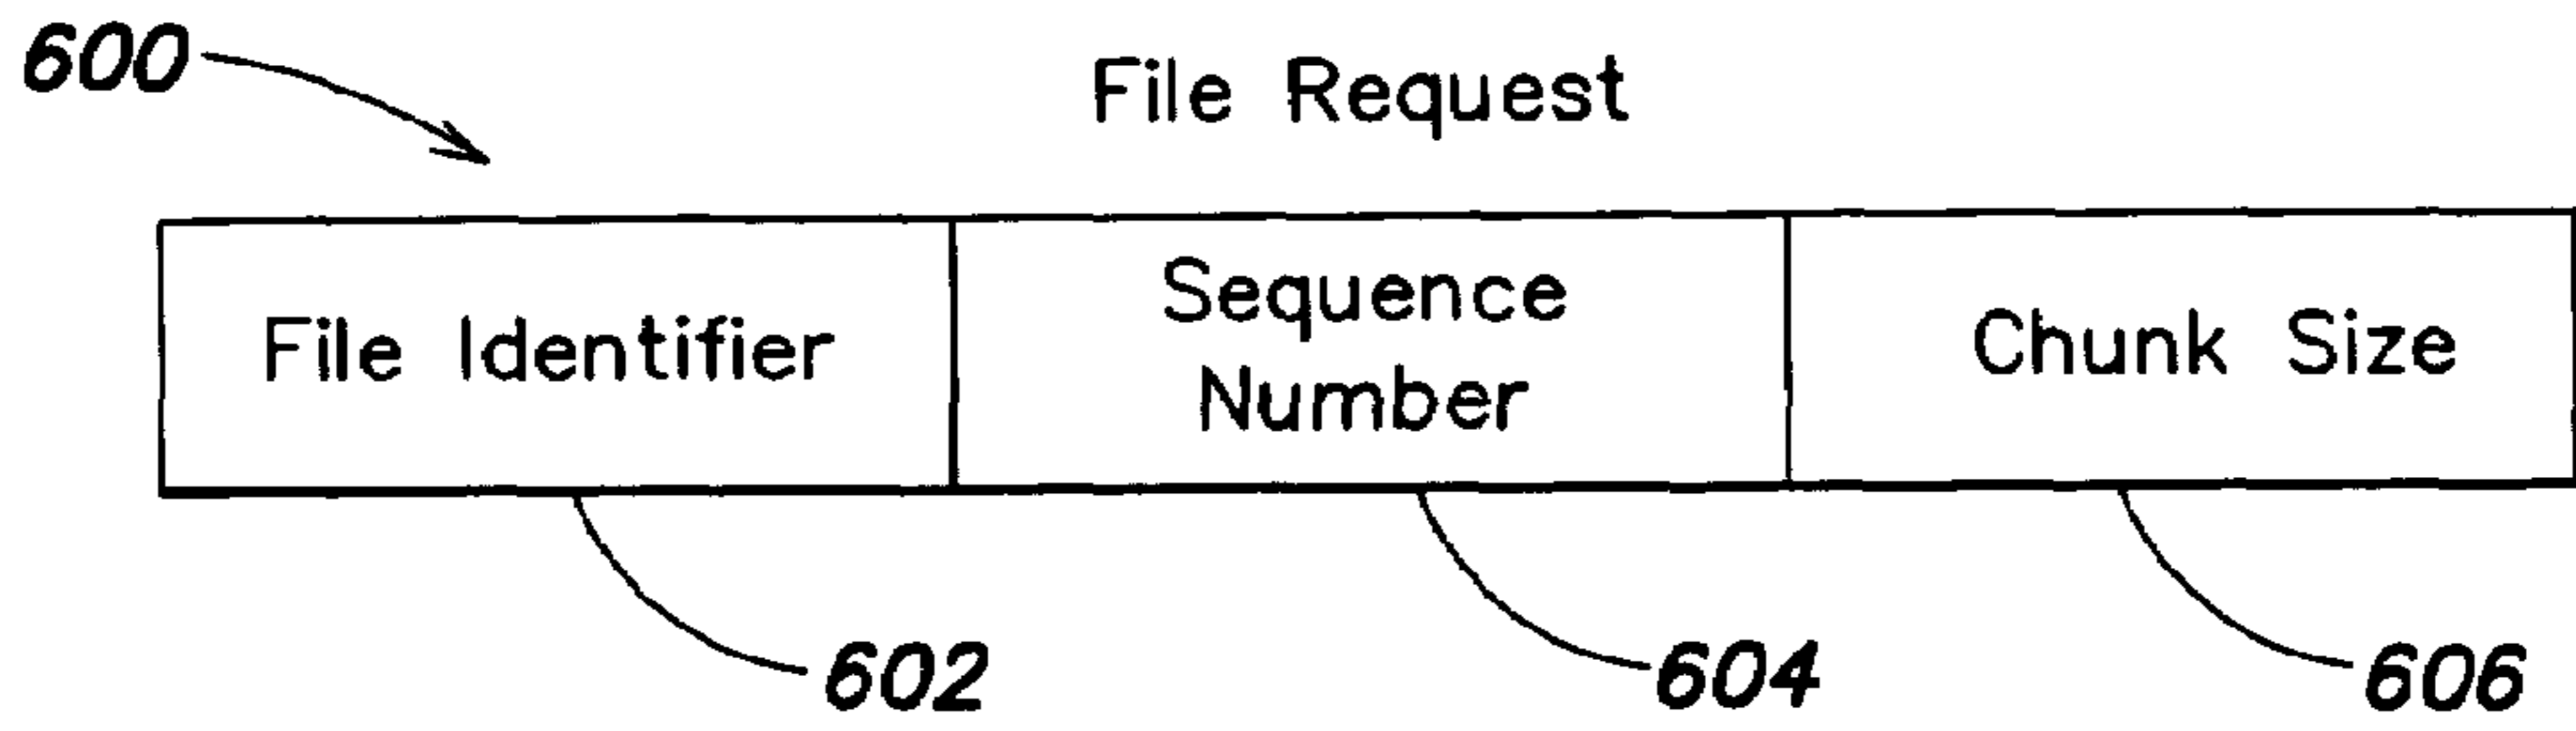 600
File Request
File Identifier
Sequence
Number
Chunk Size
602
604
606